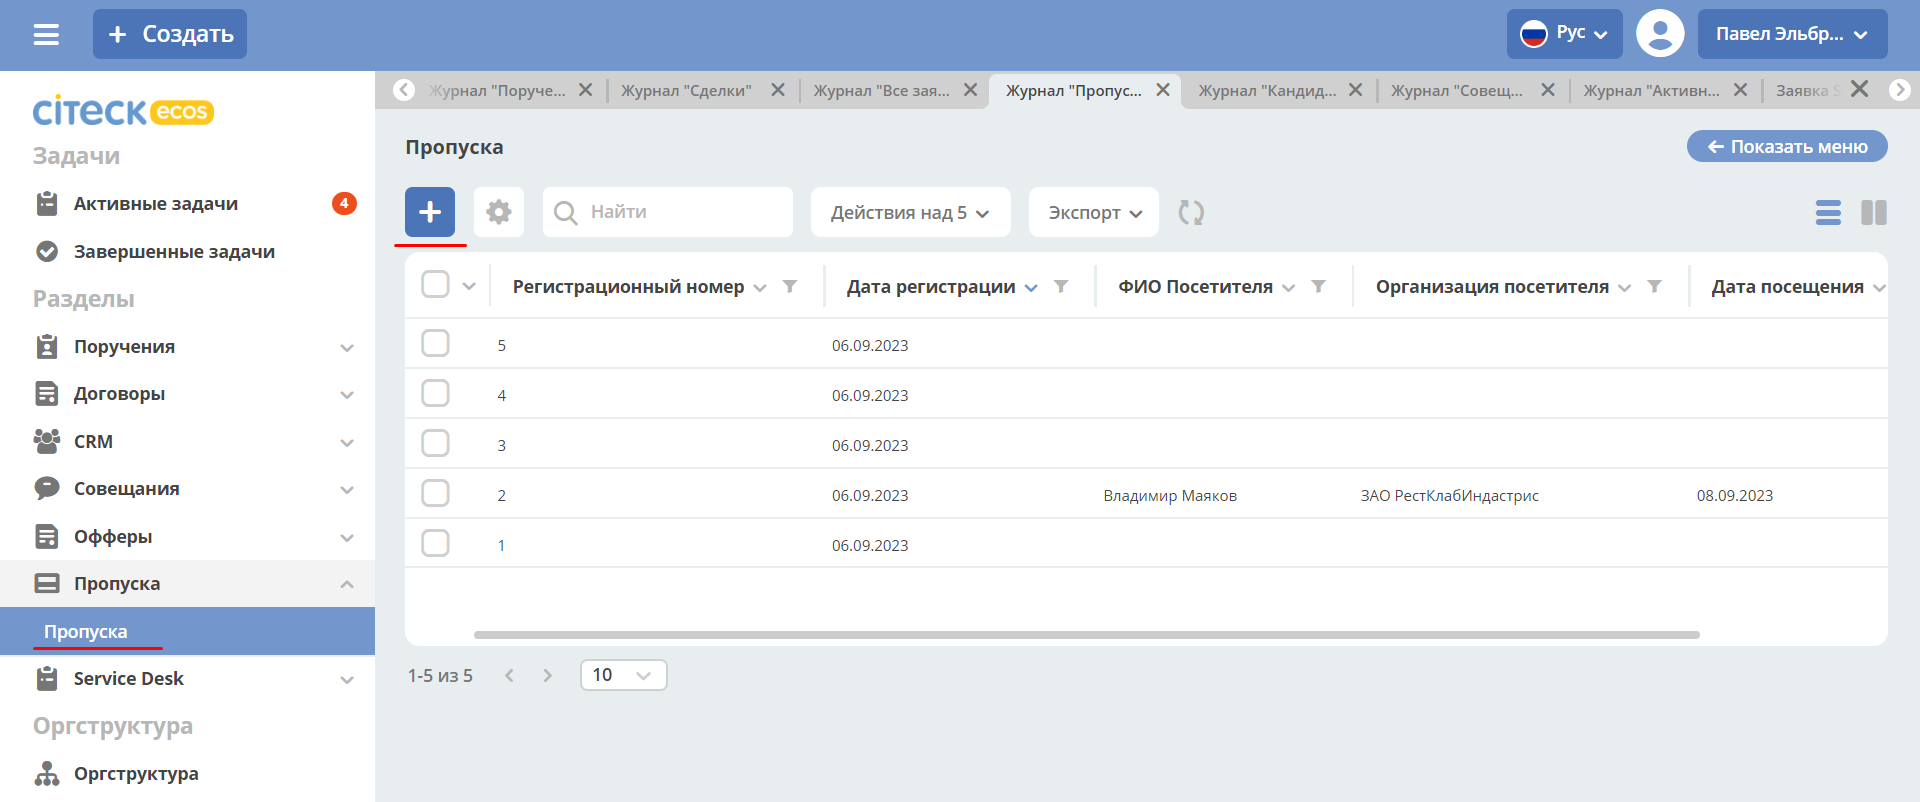 + Создать
Рус
Павел Эльбр...
Журнал "Поруче...
Журнал "Сделки"
Журнал "Все зая...
Журнал "Пропус...
Журнал "Кандид...
Журнал "Совещ...
Журнал "Активн...
Заявка S
citeck ecos
Задачи
Активные задачи
4
Завершенные задачи
Разделы
Поручения
Договоры
CRM
Совещания
Офферы
Пропуска
Пропуска
Service Desk
Оргструктура
Оргструктура
Пропуска
Показать меню
Найти
Действия над 5
Экспорт
Регистрационный номер
Дата регистрации
ФИО Посетителя
Организация посетителя
Дата посещения
5 06.09.2023
4 06.09.2023
3 06.09.2023
2 06.09.2023 Владимир Маяков ЗАО РестКлабИндастрис 08.09.2023
1 06.09.2023
1-5 из 5
10